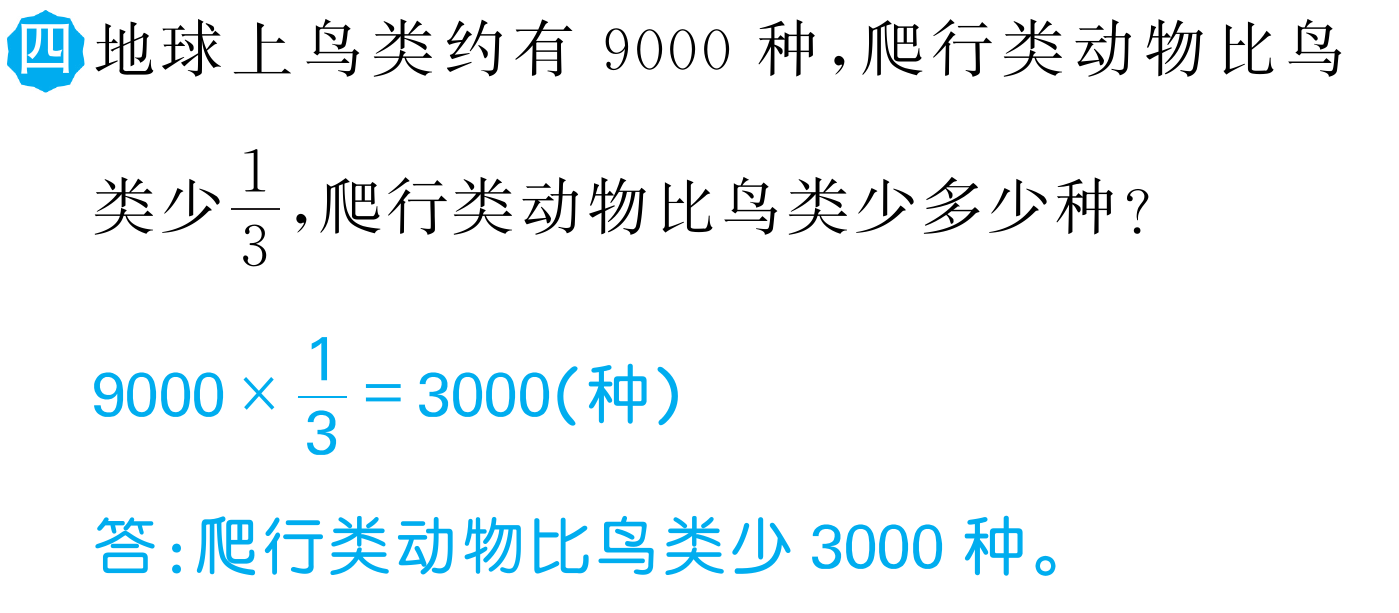 四 地球上鸟类约有 9000 种,爬行类动物比鸟
类少1/3,爬行类动物比鸟类少多少种?
9000 × 1/3 = 3000(种)
答:爬行类动物比鸟类少 3000 种。